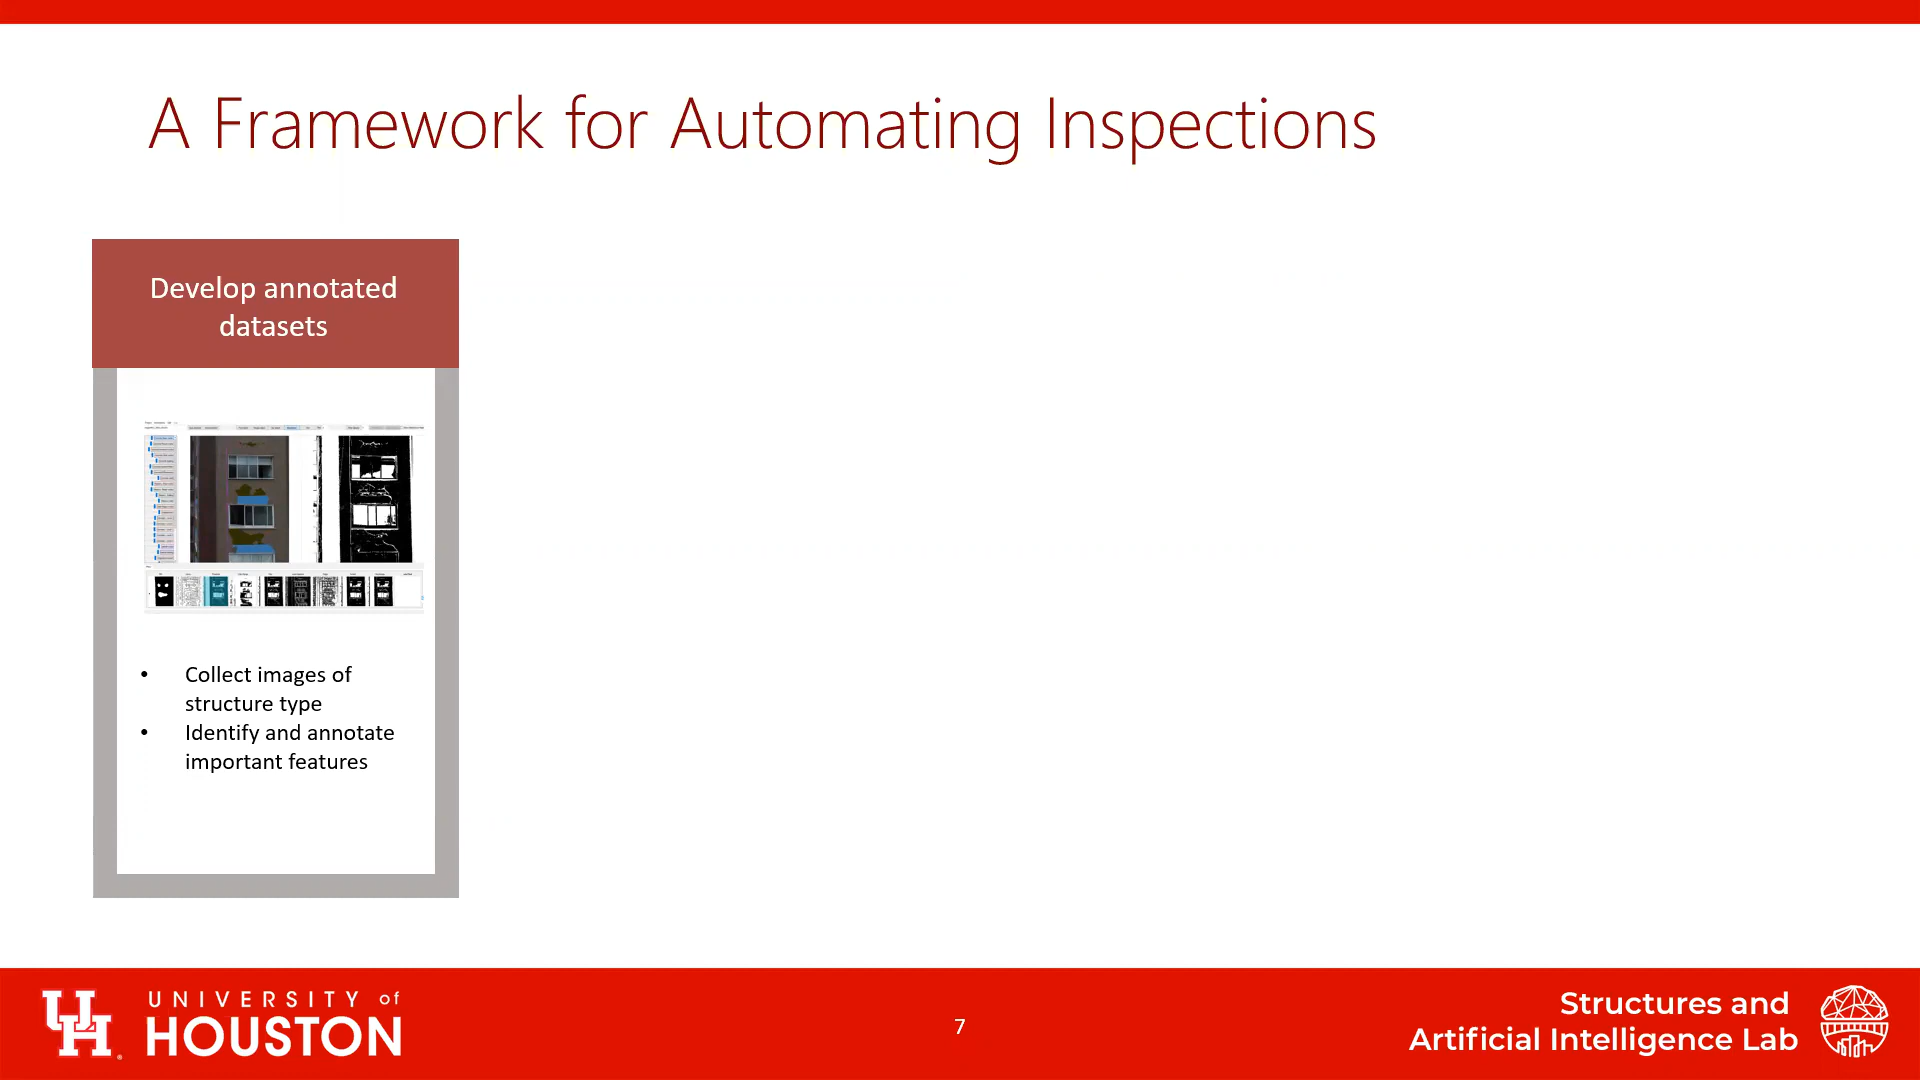 A Framework for Automating Inspections
Develop annotated
datasets
• Collect images of
structure type
• Identify and annotate
important features
UNIVERSITY of
HOUSTON
7
Structures and
Artificial Intelligence Lab